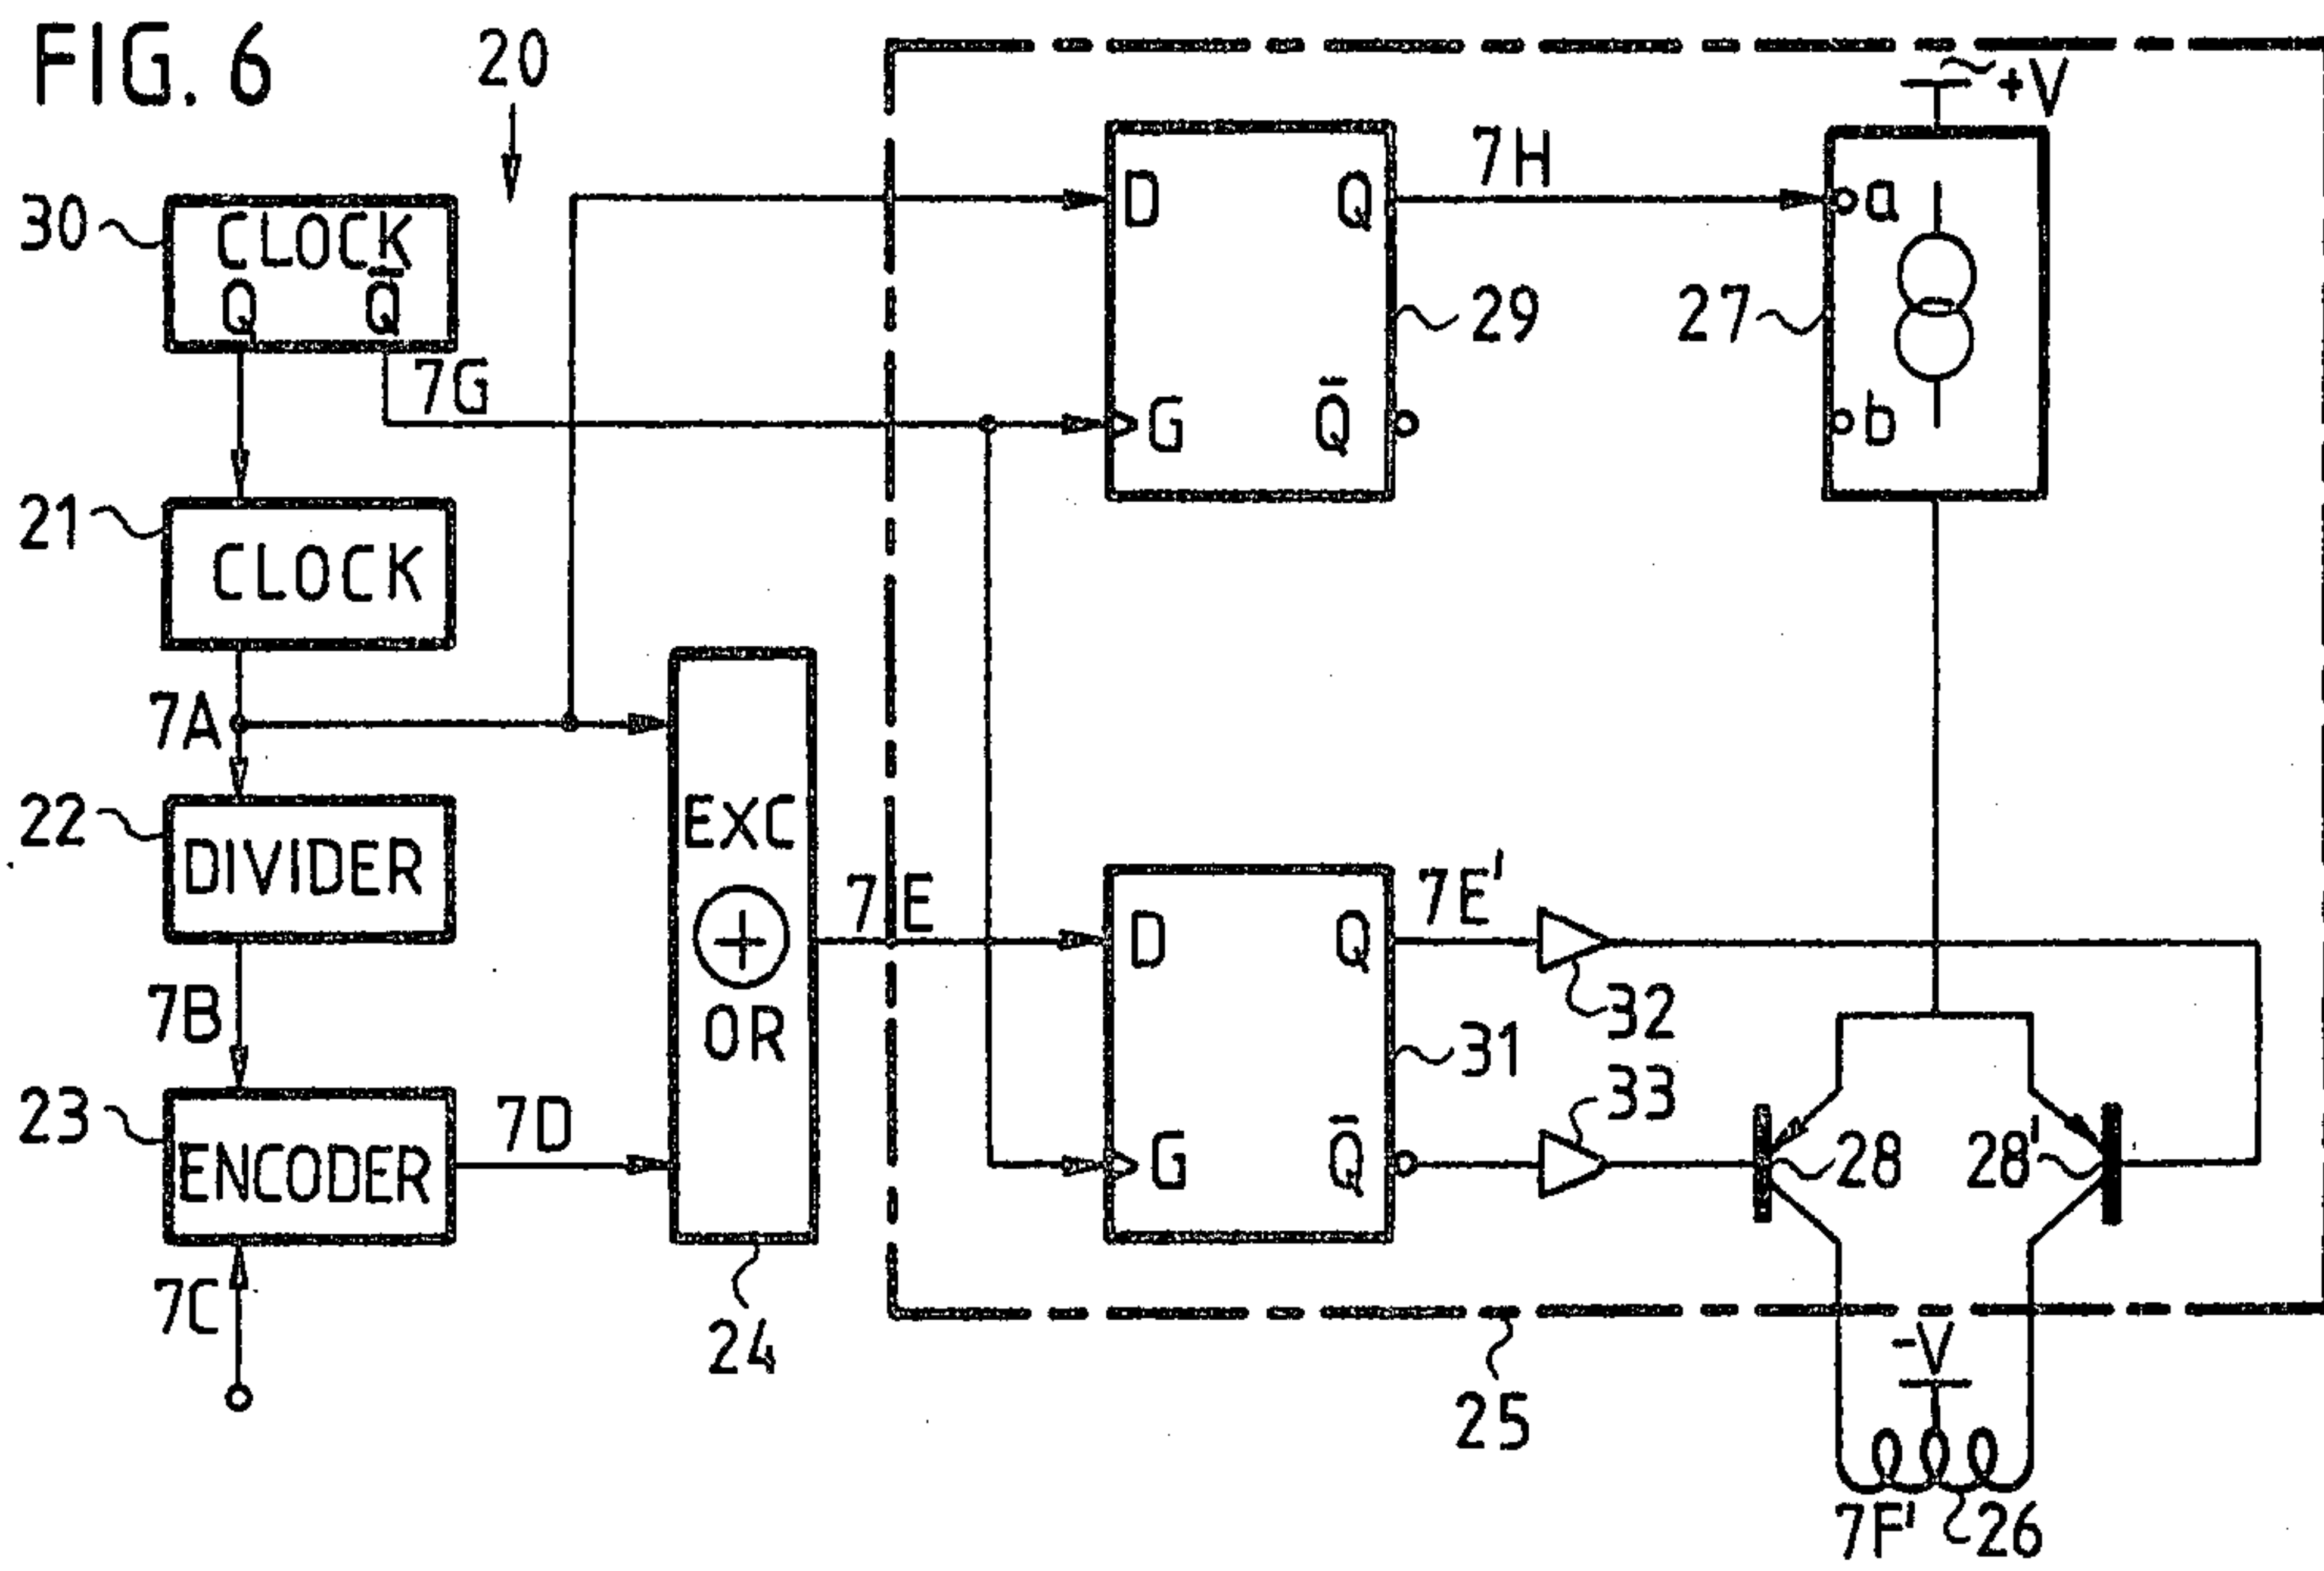 FIG. 6
20
+V
30
CLOCK
Q Q̄
7G
D Q
G Q̄
7H
29
27
a
b
21
CLOCK
7A
22
DIVIDER
7B
23
ENCODER
7C
7D
EXC
+
OR
24
7E
D Q
G Q̄
7E'
31
32
33
28
28'
25
-V
7F'
26